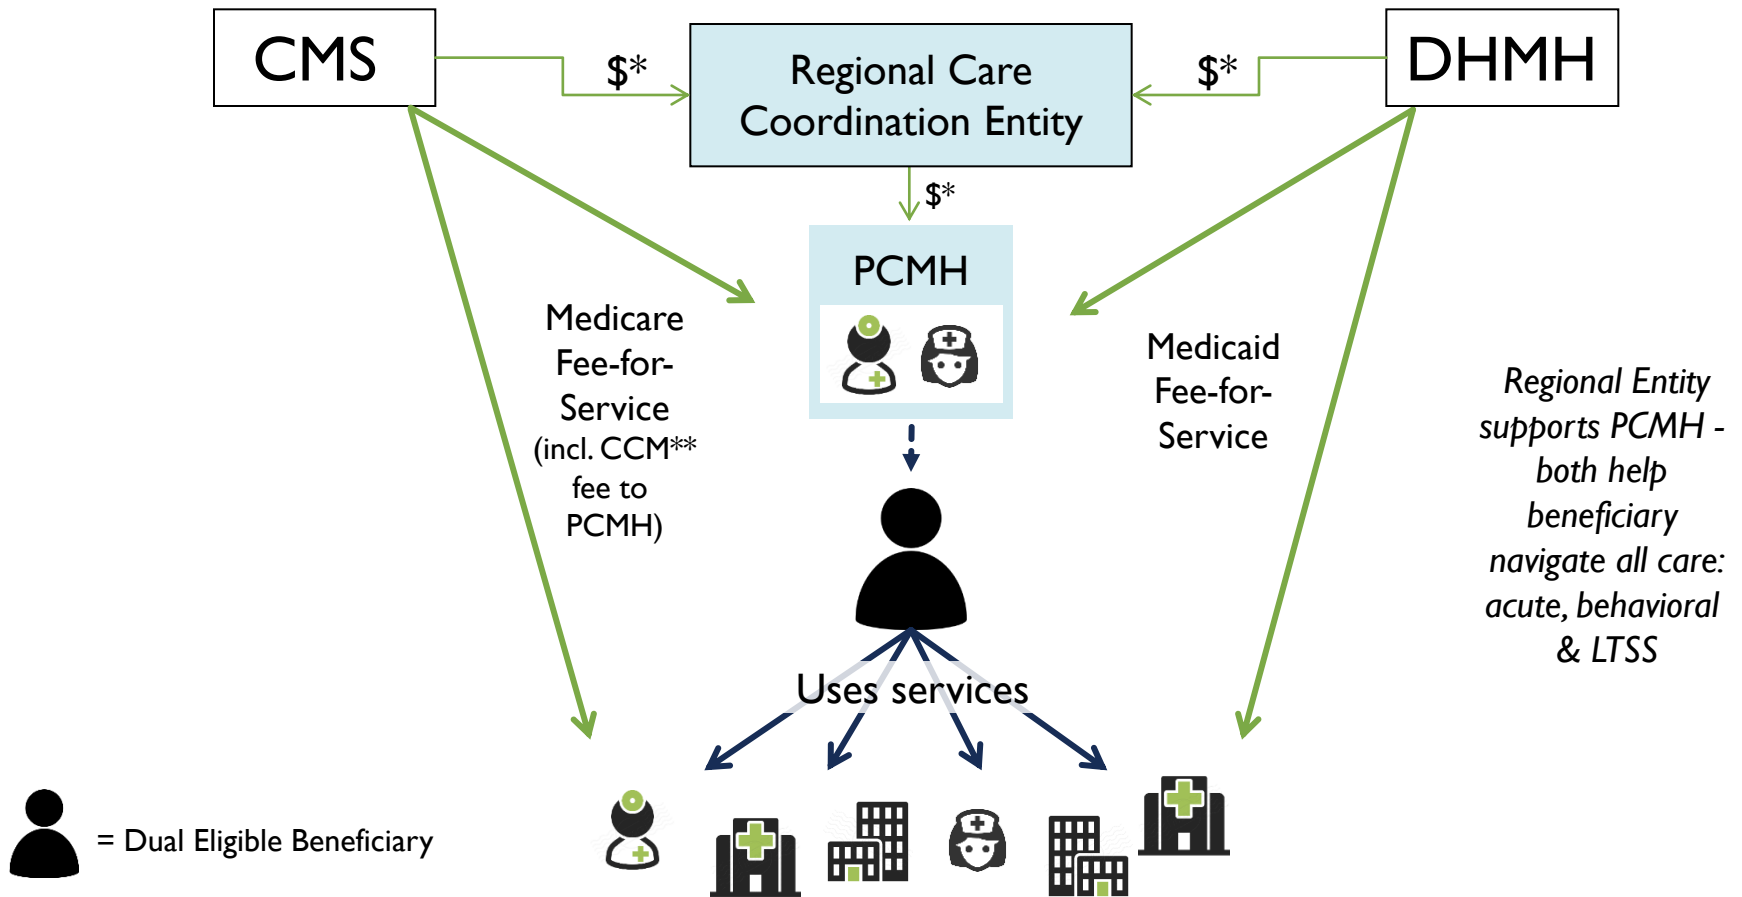 CMS
$*
Regional Care
Coordination Entity
$*
DHMH
$*
PCMH
Medicare
Fee-for-
Service
(incl. CCM**
fee to
PCMH)
Medicaid
Fee-for-
Service
Regional Entity
supports PCMH -
both help
beneficiary
navigate all care:
acute, behavioral
& LTSS
Uses services
= Dual Eligible Beneficiary